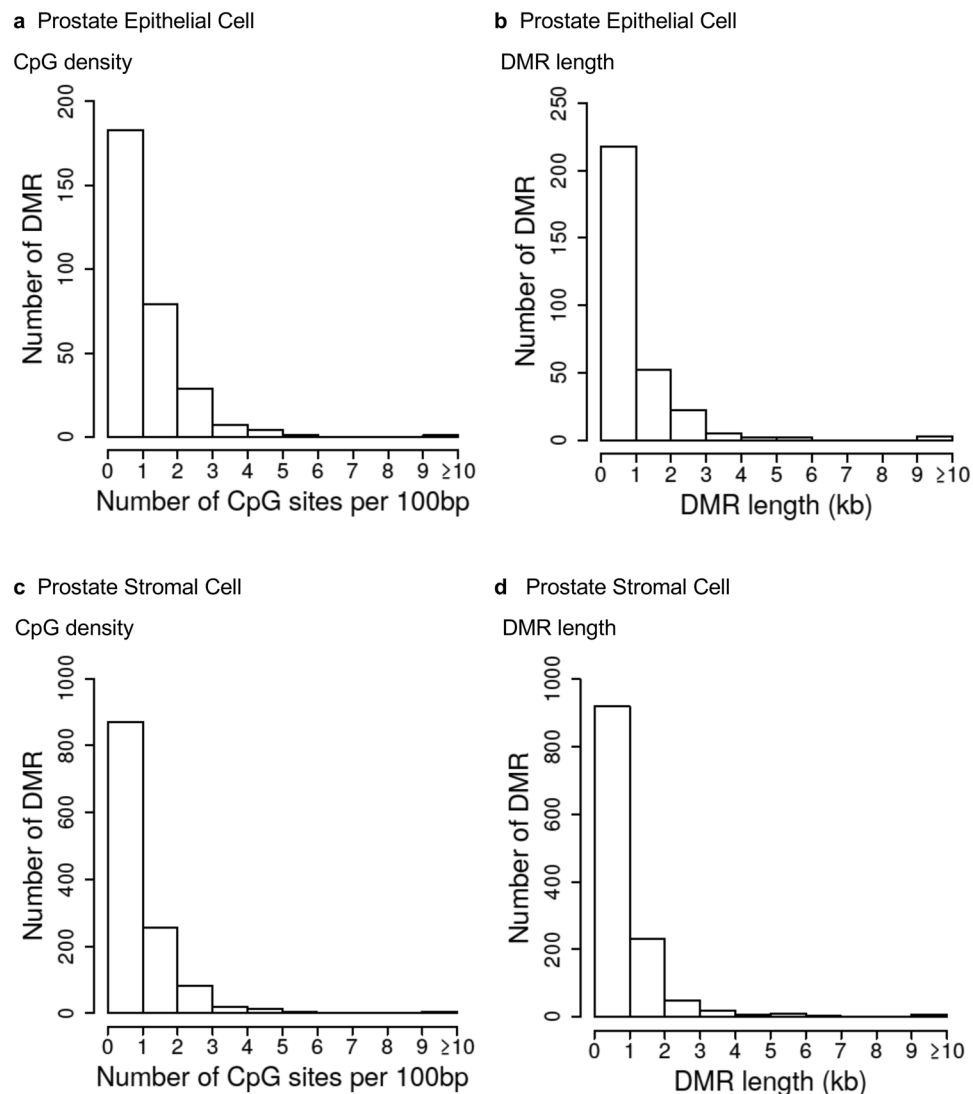 a Prostate Epithelial Cell
CpG density
200
150
100
50
0
Number of DMR
0 1 2 3 4 5 6 7 8 9 ≥10
Number of CpG sites per 100bp
b Prostate Epithelial Cell
DMR length
250
200
150
100
50
0
Number of DMR
0 1 2 3 4 5 6 7 8 9 ≥10
DMR length (kb)
c Prostate Stromal Cell
CpG density
1000
800
600
400
200
0
Number of DMR
0 1 2 3 4 5 6 7 8 9 ≥10
Number of CpG sites per 100bp
d Prostate Stromal Cell
DMR length
1000
800
600
400
200
0
Number of DMR
0 1 2 3 4 5 6 7 8 9 ≥10
DMR length (kb)